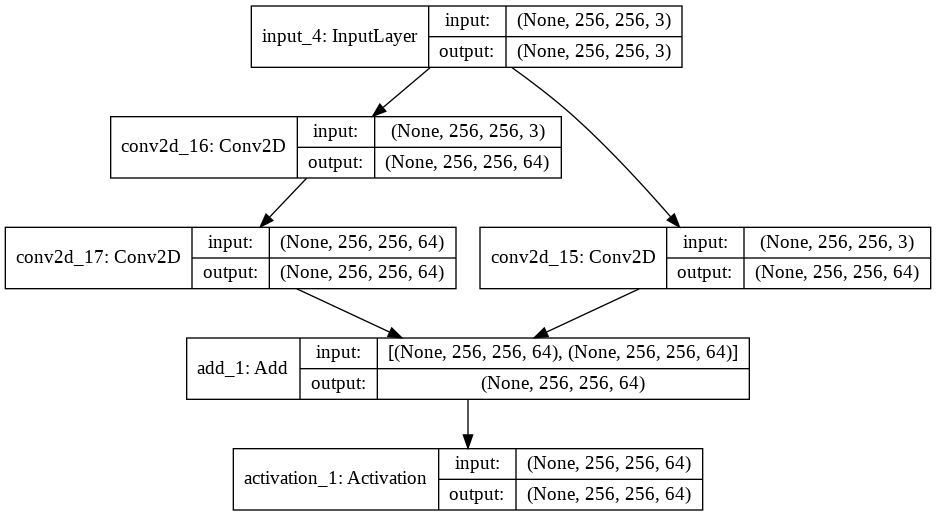 input_4: InputLayer
input:
(None, 256, 256, 3)
output:
(None, 256, 256, 3)
conv2d_16: Conv2D
input:
(None, 256, 256, 3)
output:
(None, 256, 256, 64)
conv2d_17: Conv2D
input:
(None, 256, 256, 64)
output:
(None, 256, 256, 64)
conv2d_15: Conv2D
input:
(None, 256, 256, 3)
output:
(None, 256, 256, 64)
add_1: Add
input:
[(None, 256, 256, 64), (None, 256, 256, 64)]
output:
(None, 256, 256, 64)
activation_1: Activation
input:
(None, 256, 256, 64)
output:
(None, 256, 256, 64)